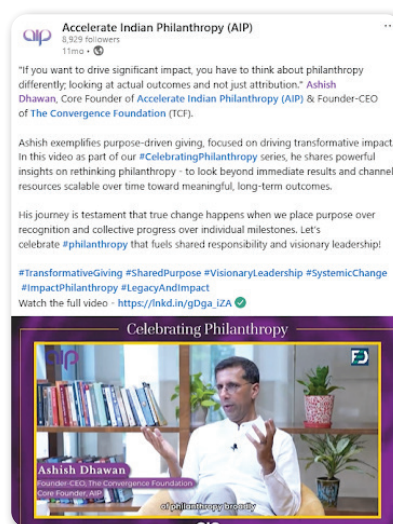 aip
Accelerate Indian Philanthropy (AIP)
8,929 followers
11mo •
"If you want to drive significant impact, you have to think about philanthropy
differently; looking at actual outcomes and not just attribution." Ashish
Dhawan, Core Founder of Accelerate Indian Philanthropy (AIP) & Founder-CEO
of The Convergence Foundation (TCF).
Ashish exemplifies purpose-driven giving, focused on driving transformative impact.
In this video as part of our #CelebratingPhilanthropy series, he shares powerful
insights on rethinking philanthropy - to look beyond immediate results and channel
resources scalable over time toward meaningful, long-term outcomes.
His journey is testament that true change happens when we place purpose over
recognition and collective progress over individual milestones. Let's
celebrate #philanthropy that fuels shared responsibility and visionary leadership!
#TransformativeGiving #SharedPurpose #VisionaryLeadership #SystemicChange
#ImpactPhilanthropy #LegacyAndImpact
Watch the full video - https://lnkd.in/gDga_iZA
Celebrating Philanthropy
aip
Ashish Dhawan
Founder-CEO, The Convergence Foundation
Core Founder, AIP
of philanthropy broadly